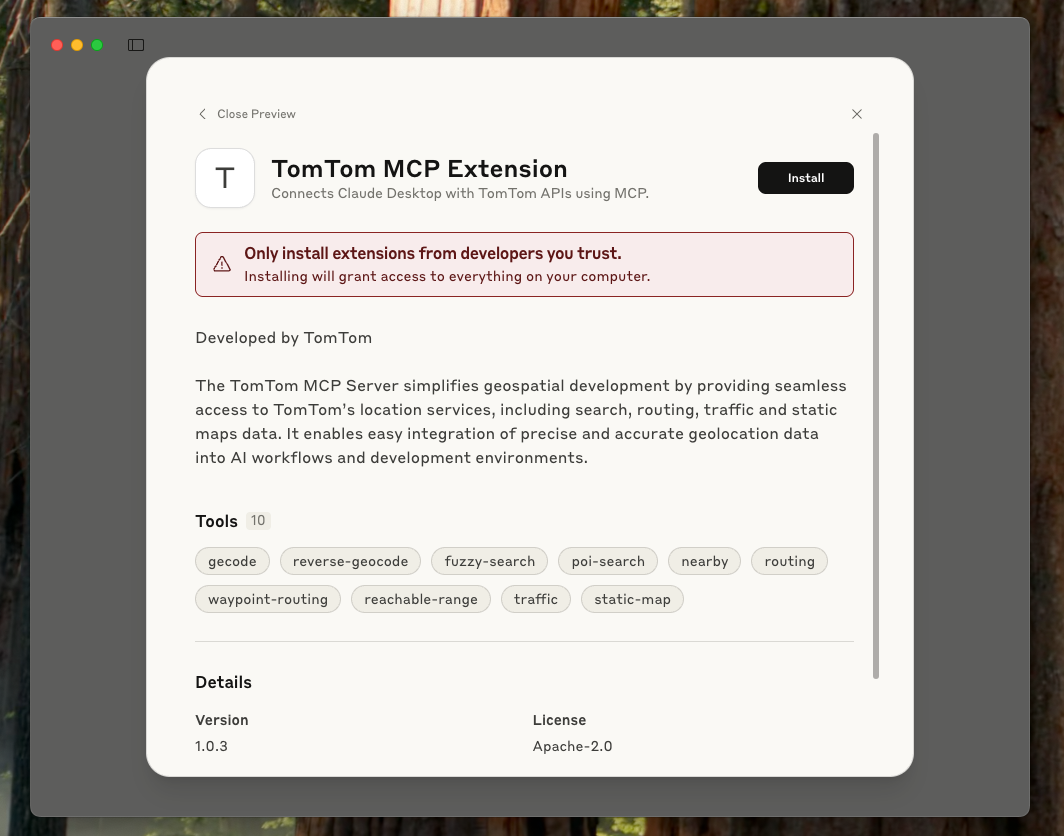 Close Preview
T
TomTom MCP Extension
Connects Claude Desktop with TomTom APIs using MCP.
Install
Only install extensions from developers you trust.
Installing will grant access to everything on your computer.
Developed by TomTom
The TomTom MCP Server simplifies geospatial development by providing seamless
access to TomTom's location services, including search, routing, traffic and static
maps data. It enables easy integration of precise and accurate geolocation data
into AI workflows and development environments.
Tools 10
gecode reverse-geocode fuzzy-search poi-search nearby routing
waypoint-routing reachable-range traffic static-map
Details
Version License
1.0.3 Apache-2.0